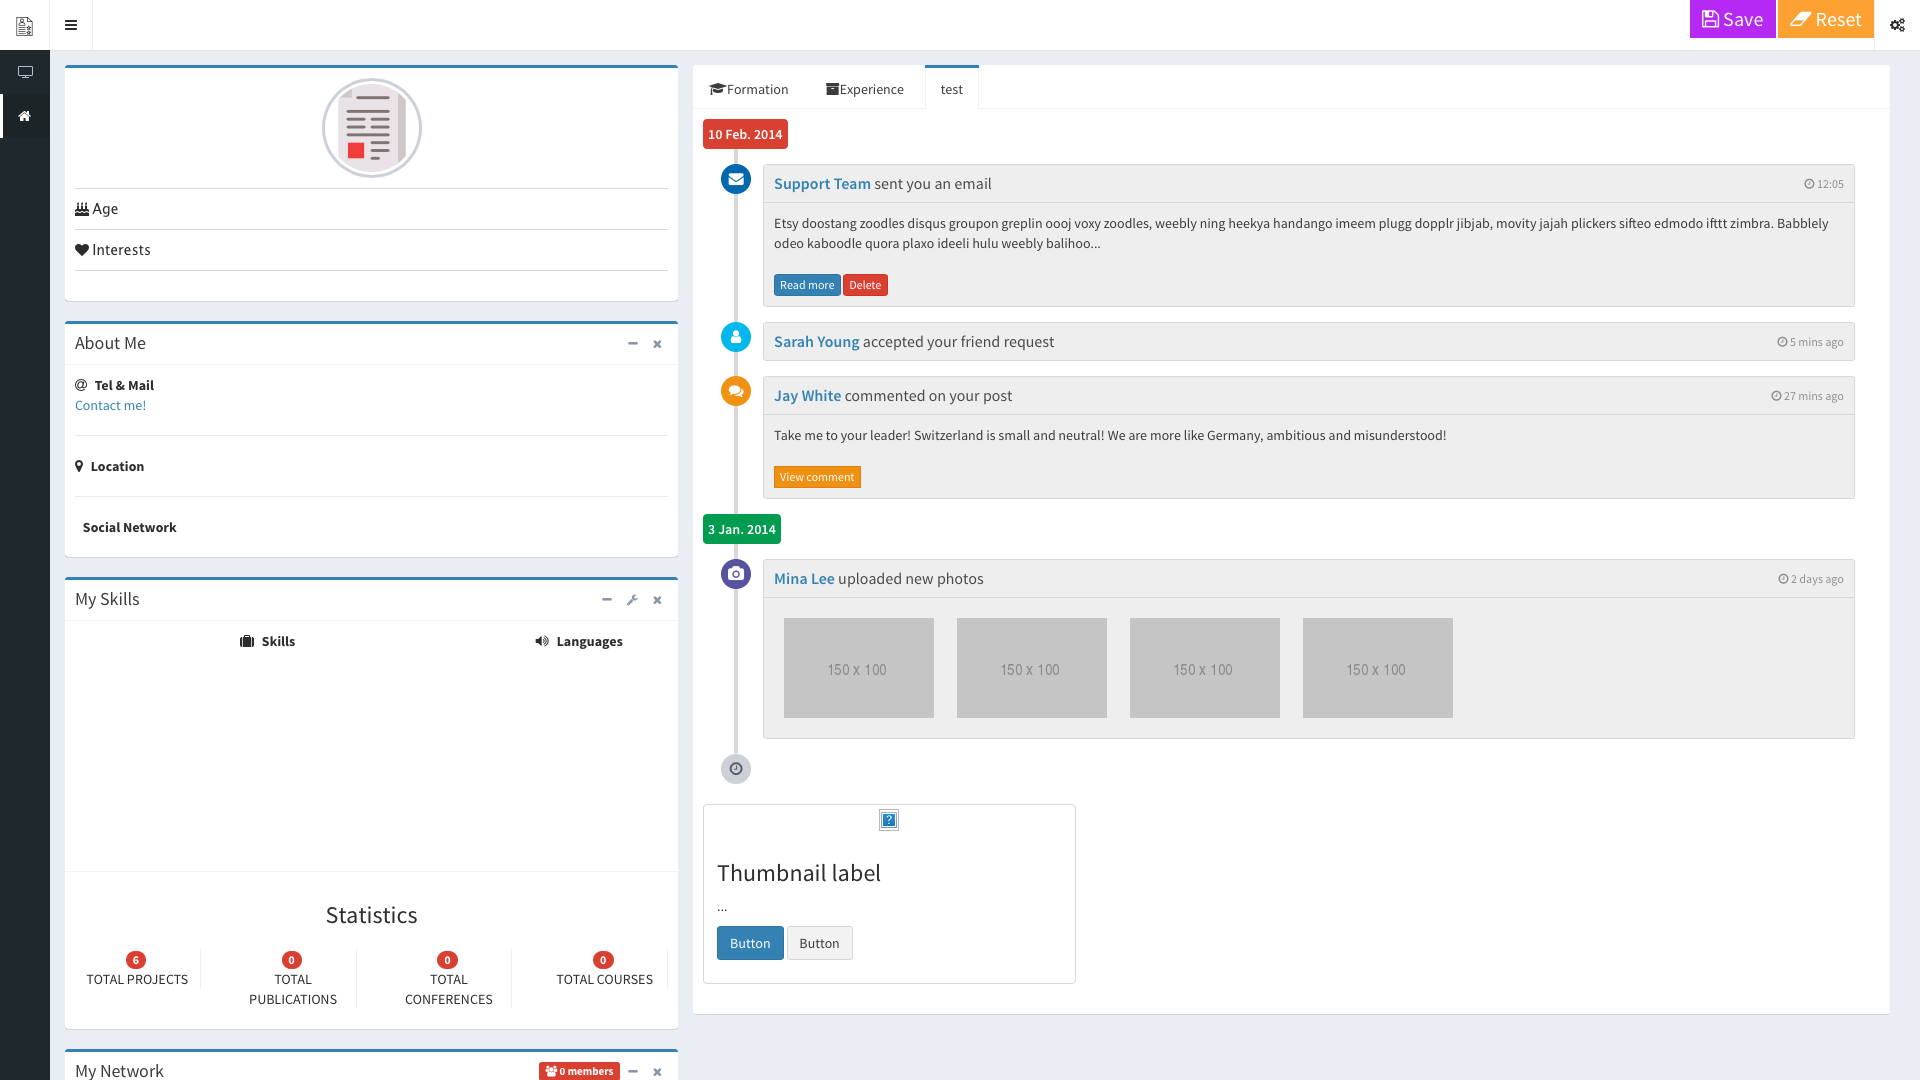 Save
Reset
Age
Interests
About Me
Tel & Mail
Contact me!
Location
Social Network
My Skills
Skills
Languages
Statistics
6
TOTAL PROJECTS
0
TOTAL
PUBLICATIONS
0
TOTAL
CONFERENCES
0
TOTAL COURSES
My Network
0 members
Formation
Experience
test
10 Feb. 2014
Support Team sent you an email
12:05
Etsy doostang zoodles disqus groupon greplin oooj voxy zoodles, weebly ning heekya handango imeem plugg dopplr jibjab, movity jajah plickers sifteo edmodo ifttt zimbra. Babblely
odeo kaboodle quora plaxo ideeli hulu weebly balihoo...
Read more
Delete
Sarah Young accepted your friend request
5 mins ago
Jay White commented on your post
27 mins ago
Take me to your leader! Switzerland is small and neutral! We are more like Germany, ambitious and misunderstood!
View comment
3 Jan. 2014
Mina Lee uploaded new photos
2 days ago
150 x 100
150 x 100
150 x 100
150 x 100
Thumbnail label
...
Button
Button